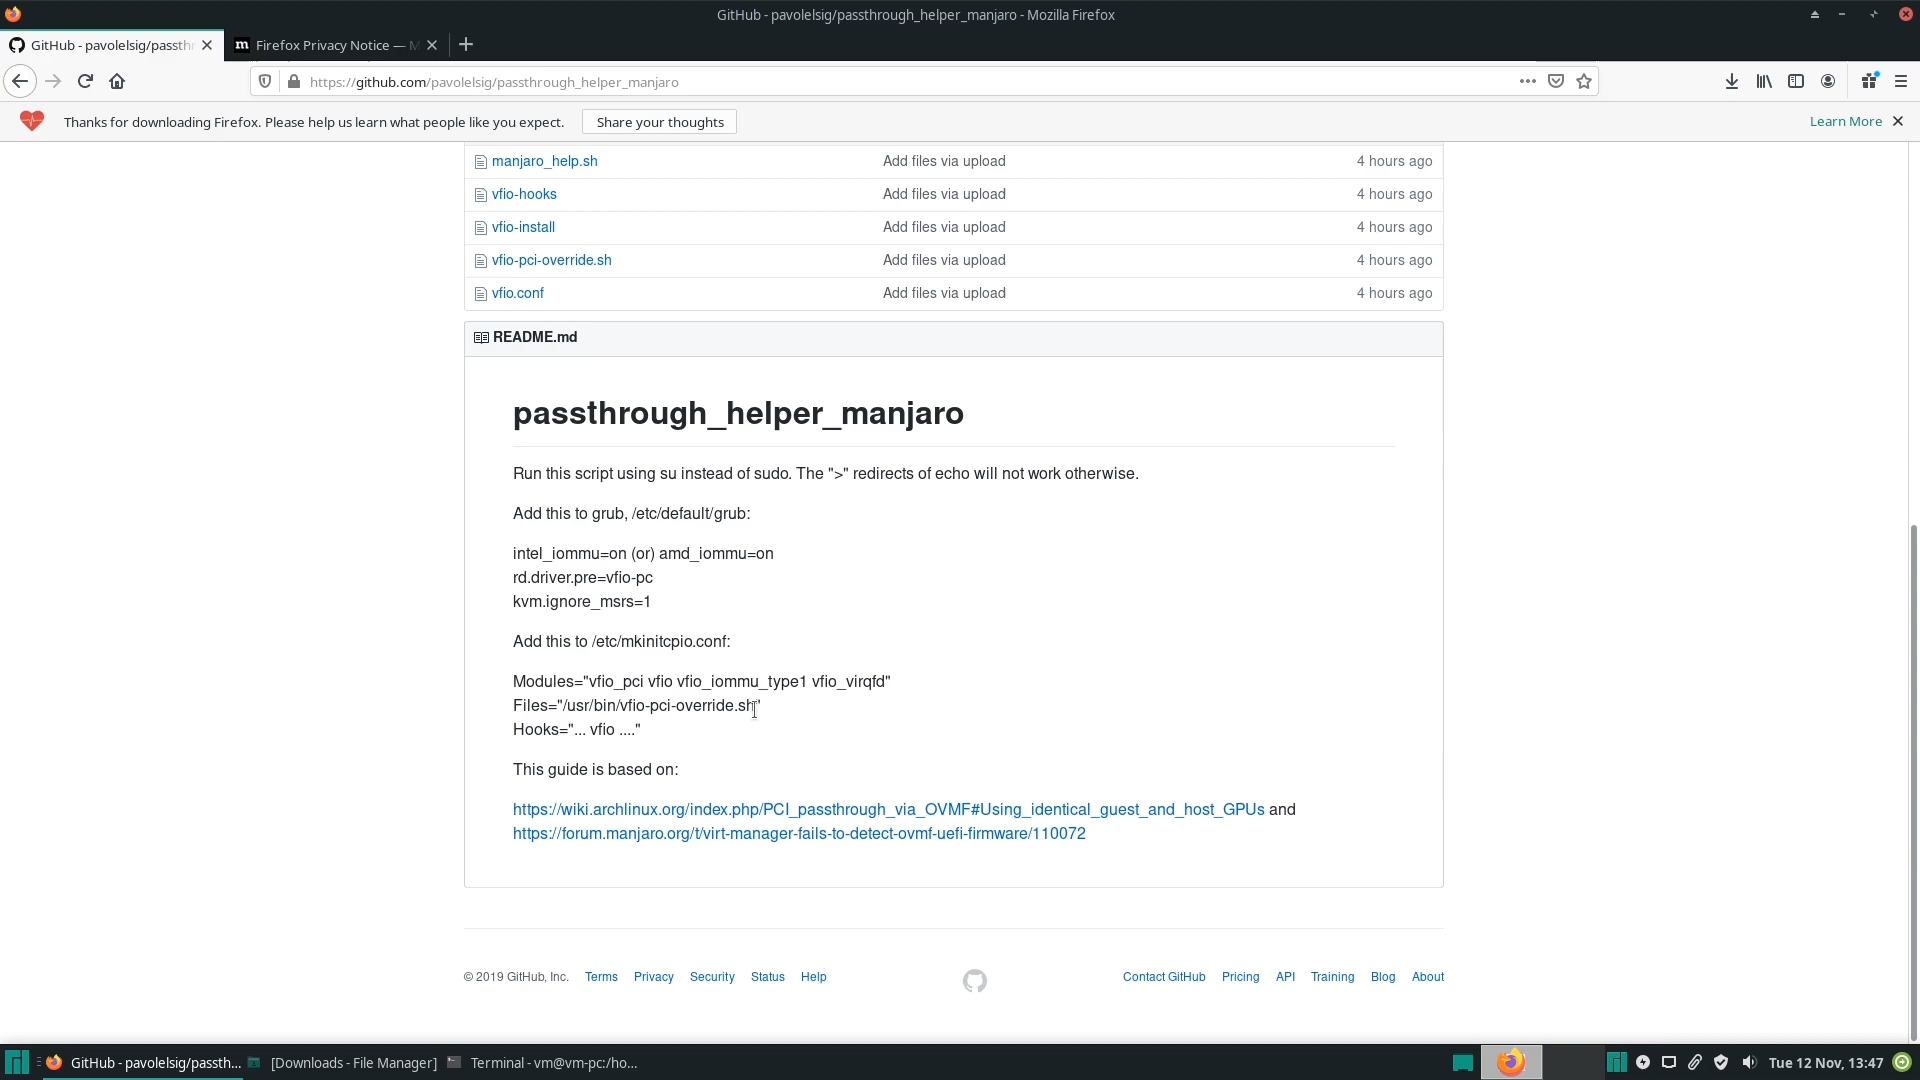 GitHub - pavolelsig/passthrough_helper_manjaro - Mozilla Firefox
GitHub - pavolelsig/passthr
Firefox Privacy Notice — M
https://github.com/pavolelsig/passthrough_helper_manjaro
Thanks for downloading Firefox. Please help us learn what people like you expect. Share your thoughts Learn More
manjaro_help.sh Add files via upload 4 hours ago
vfio-hooks Add files via upload 4 hours ago
vfio-install Add files via upload 4 hours ago
vfio-pci-override.sh Add files via upload 4 hours ago
vfio.conf Add files via upload 4 hours ago
README.md
passthrough_helper_manjaro
Run this script using su instead of sudo. The ">" redirects of echo will not work otherwise.
Add this to grub, /etc/default/grub:
intel_iommu=on (or) amd_iommu=on
rd.driver.pre=vfio-pc
kvm.ignore_msrs=1
Add this to /etc/mkinitcpio.conf:
Modules="vfio_pci vfio vfio_iommu_type1 vfio_virqfd"
Files="/usr/bin/vfio-pci-override.sh"
Hooks="... vfio ...."
This guide is based on:
https://wiki.archlinux.org/index.php/PCI_passthrough_via_OVMF#Using_identical_guest_and_host_GPUs and
https://forum.manjaro.org/t/virt-manager-fails-to-detect-ovmf-uefi-firmware/110072
© 2019 GitHub, Inc. Terms Privacy Security Status Help Contact GitHub Pricing API Training Blog About
GitHub - pavolelsig/passth... [Downloads - File Manager] Terminal - vm@vm-pc:/ho... Tue 12 Nov, 13:47